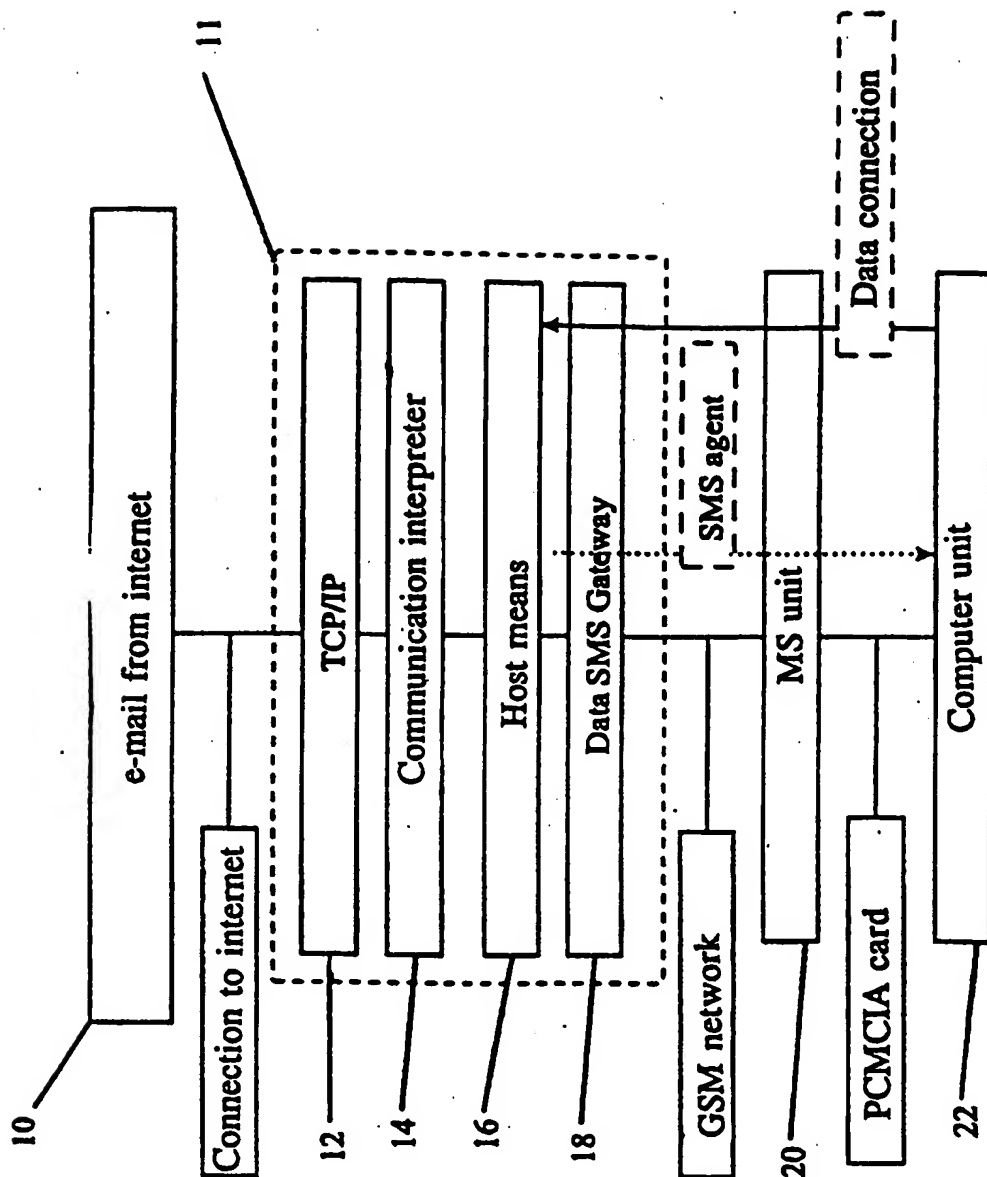 10
e-mail from internet
11
Connection to internet
12
TCP/IP
14
Communication interpreter
16
Host means
18
Data SMS Gateway
GSM network
SMS agent
20
MS unit
PCMCIA card
Data connection
22
Computer unit